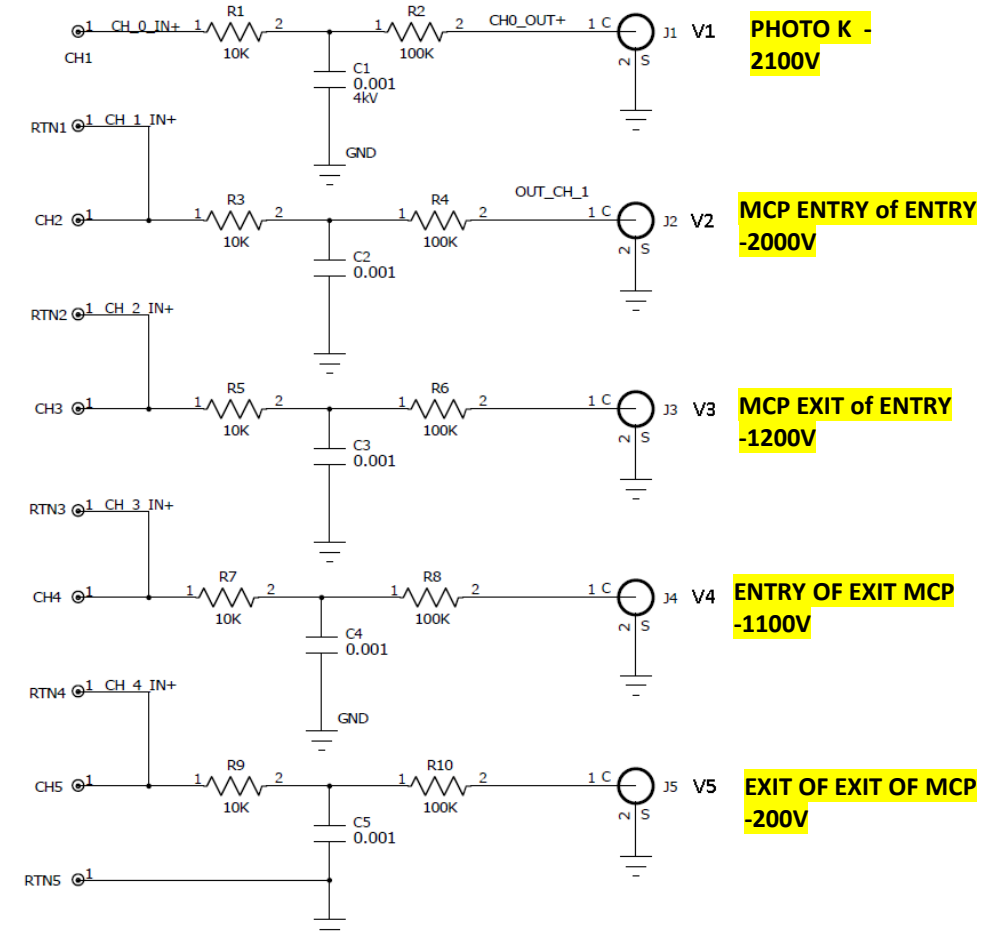 R1 R2
CH_0_IN+ CH0_OUT+
1 1 2 1 2 1 C J1 V1 PHOTO K -
2100V
CH1 10K 100K 2 S
C1
0.001
4kV
GND
RTN1 1 CH_1_IN+
R3 R4 OUT_CH_1
CH2 1 1 2 1 2 1 C J2 V2 MCP ENTRY of ENTRY
-2000V
10K 100K 2 S
C2
0.001
RTN2 1 CH_2_IN+
R5 R6
CH3 1 1 2 1 2 1 C J3 V3 MCP EXIT of ENTRY
-1200V
10K 100K 2 S
C3
0.001
RTN3 1 CH_3_IN+
R7 R8
CH4 1 1 2 1 2 1 C J4 V4 ENTRY OF EXIT MCP
-1100V
10K 100K 2 S
C4
0.001
GND
RTN4 1 CH_4_IN+
R9 R10
CH5 1 1 2 1 2 1 C J5 V5 EXIT OF EXIT OF MCP
-200V
10K 100K 2 S
C5
0.001
RTN5 1